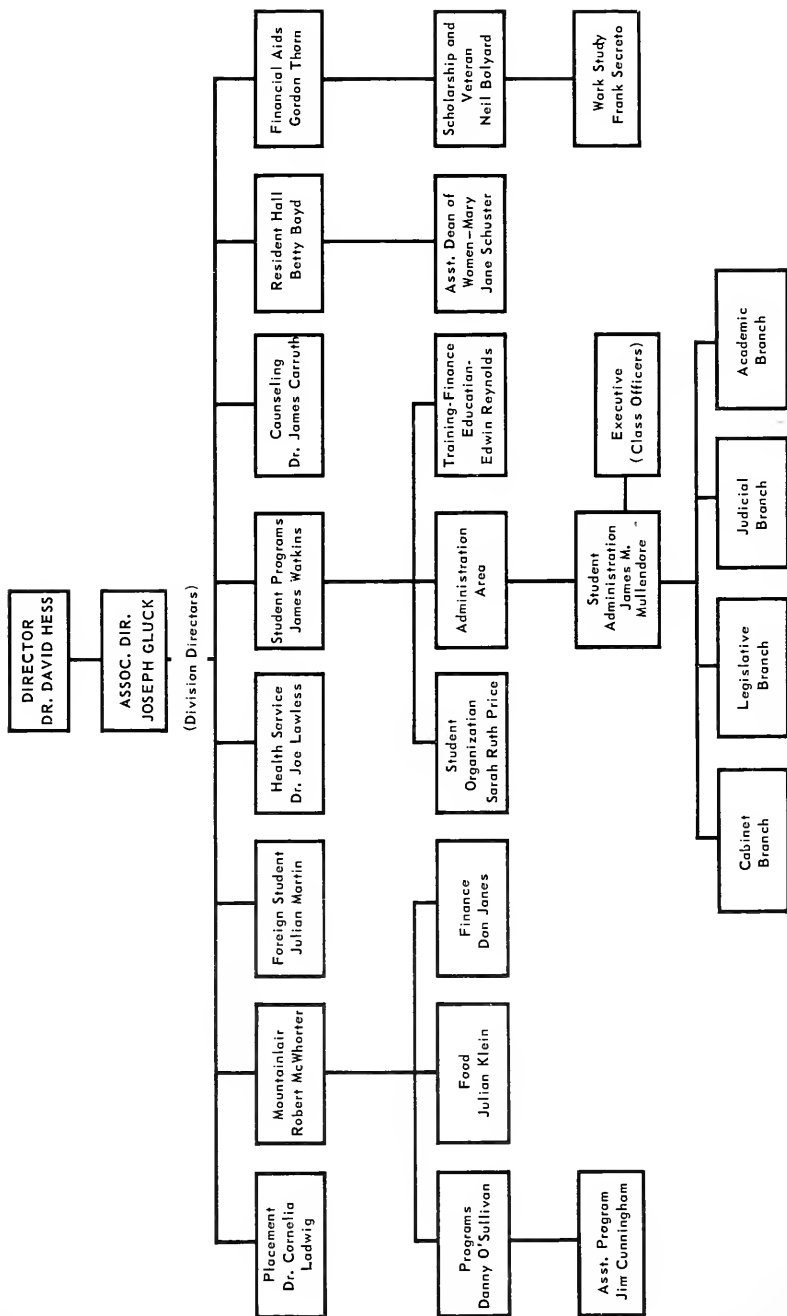 DIRECTOR
DR. DAVID HESS
ASSOC. DIR.
JOSEPH GLUCK
(Division Directors)
Placement
Dr. Cornelia
Ladwig
Mountainlair
Robert McWhorter
Foreign Student
Julian Martin
Health Service
Dr. Joe Lawless
Student Programs
James Watkins
Counseling
Dr. James Carruth
Resident Hall
Betty Boyd
Financial Aids
Gordon Thorn
Programs
Danny O'Sullivan
Food
Julian Klein
Finance
Don Janes
Student
Organization
Sarah Ruth Price
Administration
Area
Training-Finance
Education-
Edwin Reynolds
Asst. Dean of
Women-Mary
Jane Schuster
Scholarship and
Veteran
Neil Bolyard
Asst. Program
Jim Cunningham
Student
Administration
James M.
Mullendore
Executive
(Class Officers)
Work Study
Frank Secreto
Cabinet
Branch
Legislative
Branch
Judicial
Branch
Academic
Branch